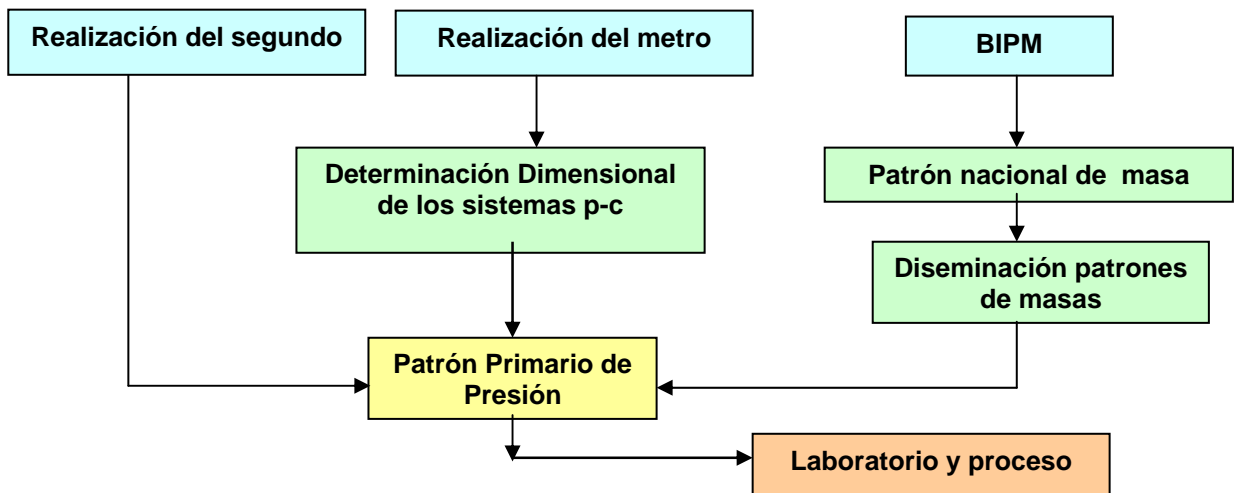 Realización del segundo
Realización del metro
BIPM
Determinación Dimensional
de los sistemas p-c
Patrón nacional de masa
Diseminación patrones
de masas
Patrón Primario de
Presión
Laboratorio y proceso